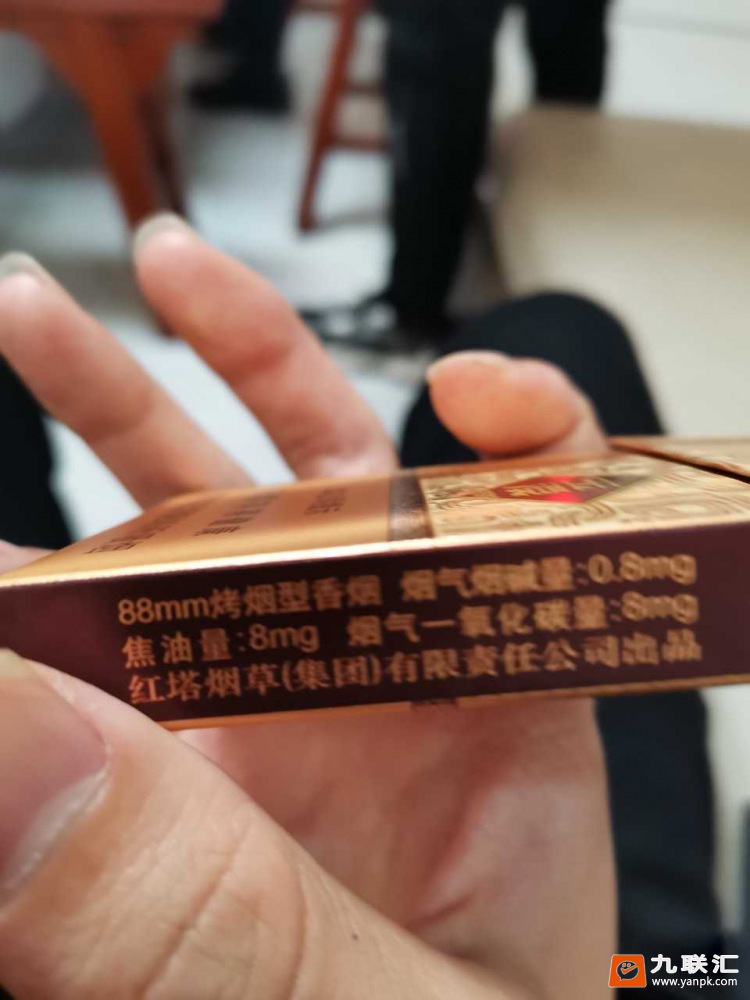 88mm烤烟型香烟 烟气烟碱量:0.8mg
焦油量:8mg 烟气一氧化碳量:8mg
红塔烟草(集团)有限责任公司出品
九联汇
www.yanpk.com